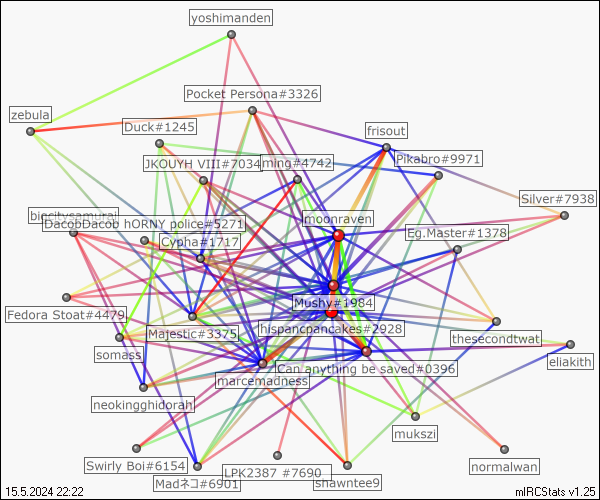 yoshimanden
Pocket Persona#3326
zebula
Duck#1245
frisout
JKOUYH VIII#7034
ming#4742
Pikabro#9971
Silver#7938
bigcitysamurai
DacobDacob hORNY police#5271
moonraven
Eg.Master#1378
Cypha#1717
Mushy#1984
Fedora Stoat#4479
Majestic#3375
hispancpancakes#2928
thesecondtwat
somass
Can anything be saved#0396
eliakith
marcemadness
neokingghidorah
mukszi
Swirly Boi#6154
LPK2387 #7690
normalwan
Madネコ#6901
shawntee9
15.5.2024 22:22
mIRCStats v1.25